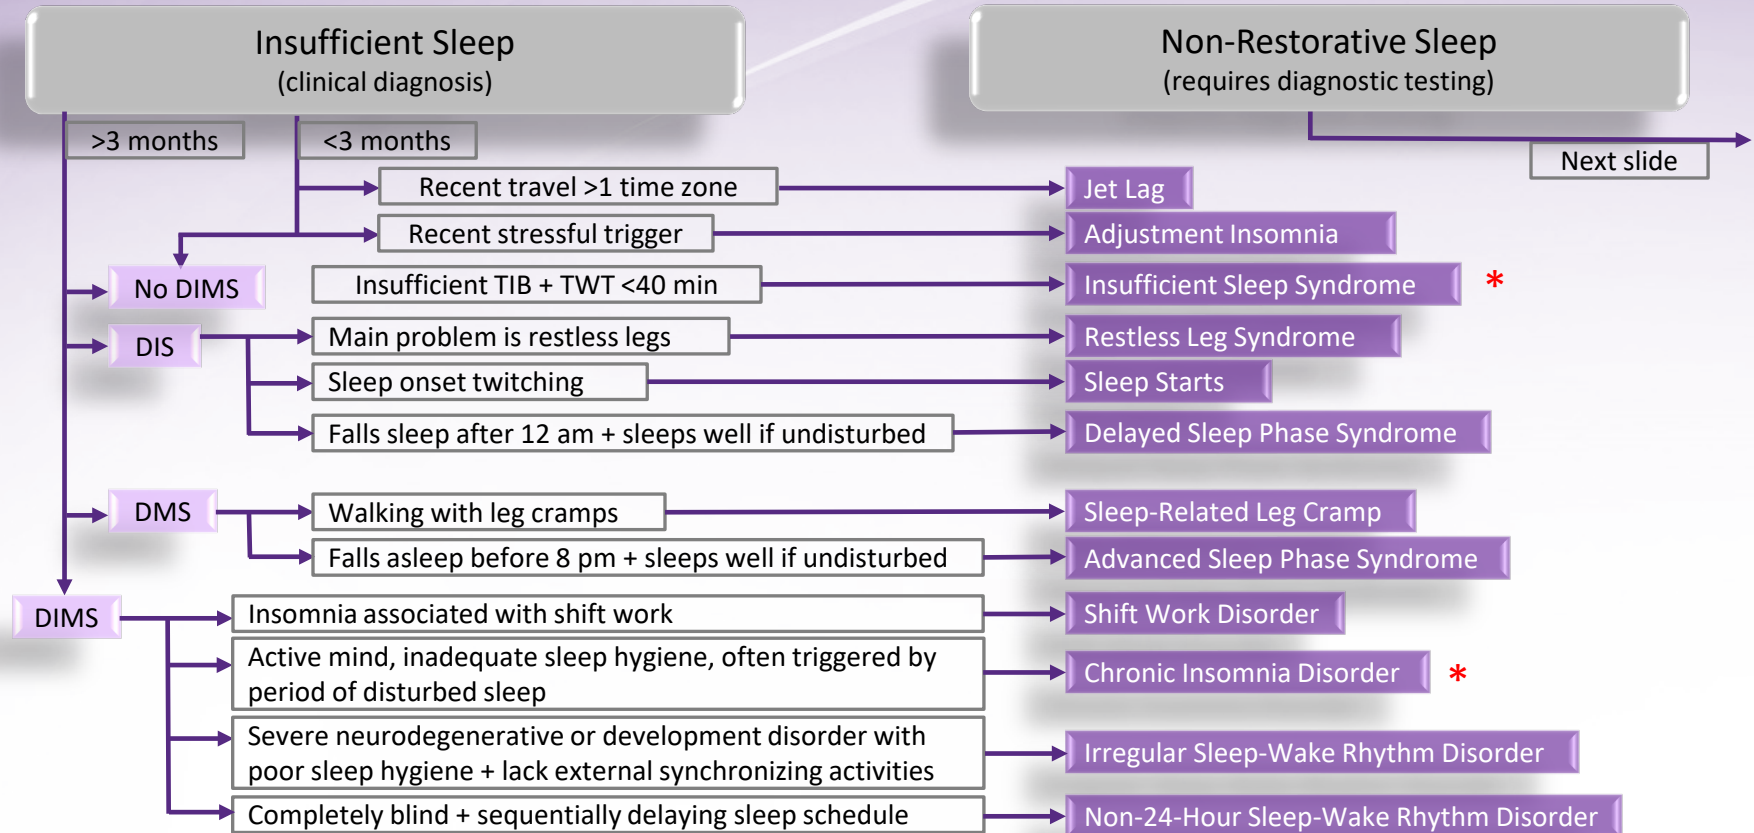 Insufficient Sleep
(clinical diagnosis)
Non-Restorative Sleep
(requires diagnostic testing)
>3 months
<3 months
Next slide
Recent travel >1 time zone
Jet Lag
Recent stressful trigger
Adjustment Insomnia
No DIMS
Insufficient TIB + TWT <40 min
Insufficient Sleep Syndrome *
DIS
Main problem is restless legs
Restless Leg Syndrome
Sleep onset twitching
Sleep Starts
Falls sleep after 12 am + sleeps well if undisturbed
Delayed Sleep Phase Syndrome
DMS
Walking with leg cramps
Sleep-Related Leg Cramp
Falls asleep before 8 pm + sleeps well if undisturbed
Advanced Sleep Phase Syndrome
DIMS
Insomnia associated with shift work
Shift Work Disorder
Active mind, inadequate sleep hygiene, often triggered by
period of disturbed sleep
Chronic Insomnia Disorder *
Severe neurodegenerative or development disorder with
poor sleep hygiene + lack external synchronizing activities
Irregular Sleep-Wake Rhythm Disorder
Completely blind + sequentially delaying sleep schedule
Non-24-Hour Sleep-Wake Rhythm Disorder